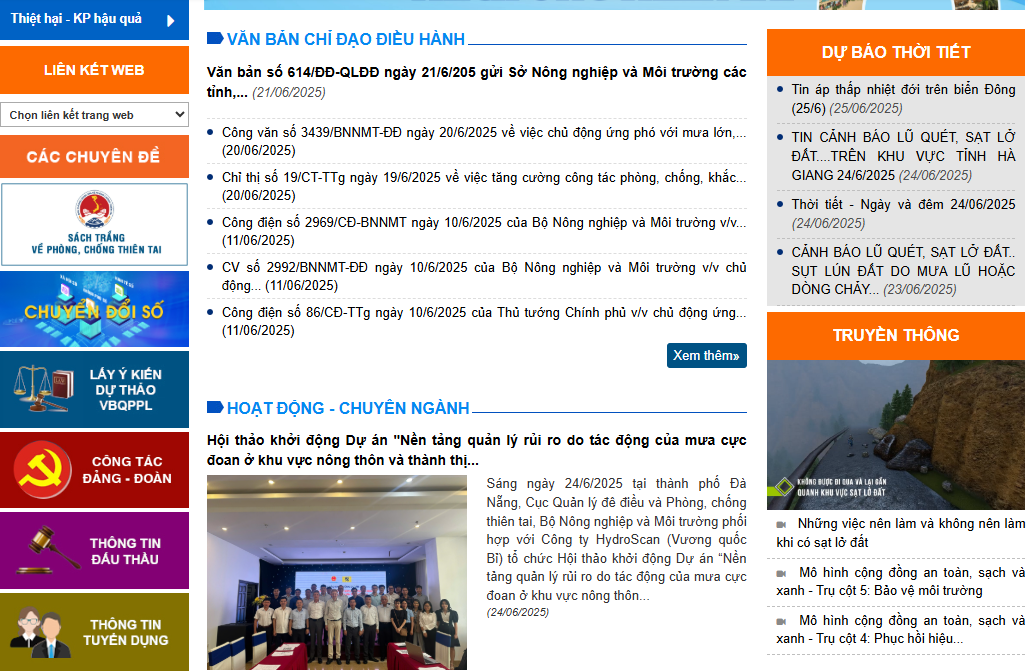 Thiệt hại - KP hậu quả
LIÊN KẾT WEB
Chọn liên kết trang web
CÁC CHUYÊN ĐỀ
SÁCH TRẮNG
VỀ PHÒNG, CHỐNG THIÊN TAI
CHUYỂN ĐỔI SỐ
LẤY Ý KIẾN
DỰ THẢO
VBQPPL
CÔNG TÁC
ĐẢNG - ĐOÀN
THÔNG TIN
ĐẤU THẦU
THÔNG TIN
TUYỂN DỤNG
VĂN BẢN CHỈ ĐẠO ĐIỀU HÀNH
Văn bản số 614/ĐĐ-QLĐĐ ngày 21/6/205 gửi Sở Nông nghiệp và Môi trường các
tỉnh,... (21/06/2025)
Công văn số 3439/BNNMT-ĐĐ ngày 20/6/2025 về việc chủ động ứng phó với mưa lớn,...
(20/06/2025)
Chỉ thị số 19/CT-TTg ngày 19/6/2025 về việc tăng cường công tác phòng, chống, khắc...
(20/06/2025)
Công điện số 2969/CĐ-BNNMT ngày 10/6/2025 của Bộ Nông nghiệp và Môi trường v/v...
(11/06/2025)
CV số 2992/BNNMT-ĐĐ ngày 10/6/2025 của Bộ Nông nghiệp và Môi trường v/v chủ
động... (11/06/2025)
Công điện số 86/CĐ-TTg ngày 10/6/2025 của Thủ tướng Chính phủ v/v chủ động ứng...
(11/06/2025)
Xem thêm»
HOẠT ĐỘNG - CHUYÊN NGÀNH
Hội thảo khởi động Dự án "Nền tảng quản lý rủi ro do tác động của mưa cực
đoan ở khu vực nông thôn và thành thị...
Sáng ngày 24/6/2025 tại thành phố Đà
Nẵng, Cục Quản lý đê điều và Phòng, chống
thiên tai, Bộ Nông nghiệp và Môi trường phối
hợp với Công ty HydroScan (Vương quốc
Bỉ) tổ chức Hội thảo khởi động Dự án “Nền
tảng quản lý rủi ro do tác động của mưa cực
đoan ở khu vực nông thôn...
(24/06/2025)
DỰ BÁO THỜI TIẾT
Tin áp thấp nhiệt đới trên biển Đông
(25/6) (25/06/2025)
TIN CẢNH BÁO LŨ QUÉT, SẠT LỞ
ĐẤT....TRÊN KHU VỰC TỈNH HÀ
GIANG 24/6/2025 (24/06/2025)
Thời tiết - Ngày và đêm 24/06/2025
(24/06/2025)
CẢNH BÁO LŨ QUÉT, SẠT LỞ ĐẤT..
SỤT LÚN ĐẤT DO MƯA LŨ HOẶC
DÒNG CHẢY... (23/06/2025)
TRUYỀN THÔNG
KHÔNG ĐƯỢC ĐI QUA VÀ LẠI GẦN
QUANH KHU VỰC SẠT LỞ ĐẤT
Những việc nên làm và không nên làm
khi có sạt lở đất
Mô hình cộng đồng an toàn, sạch và
xanh - Trụ cột 5: Bảo vệ môi trường
Mô hình cộng đồng an toàn, sạch và
xanh - Trụ cột 4: Phục hồi hiệu...